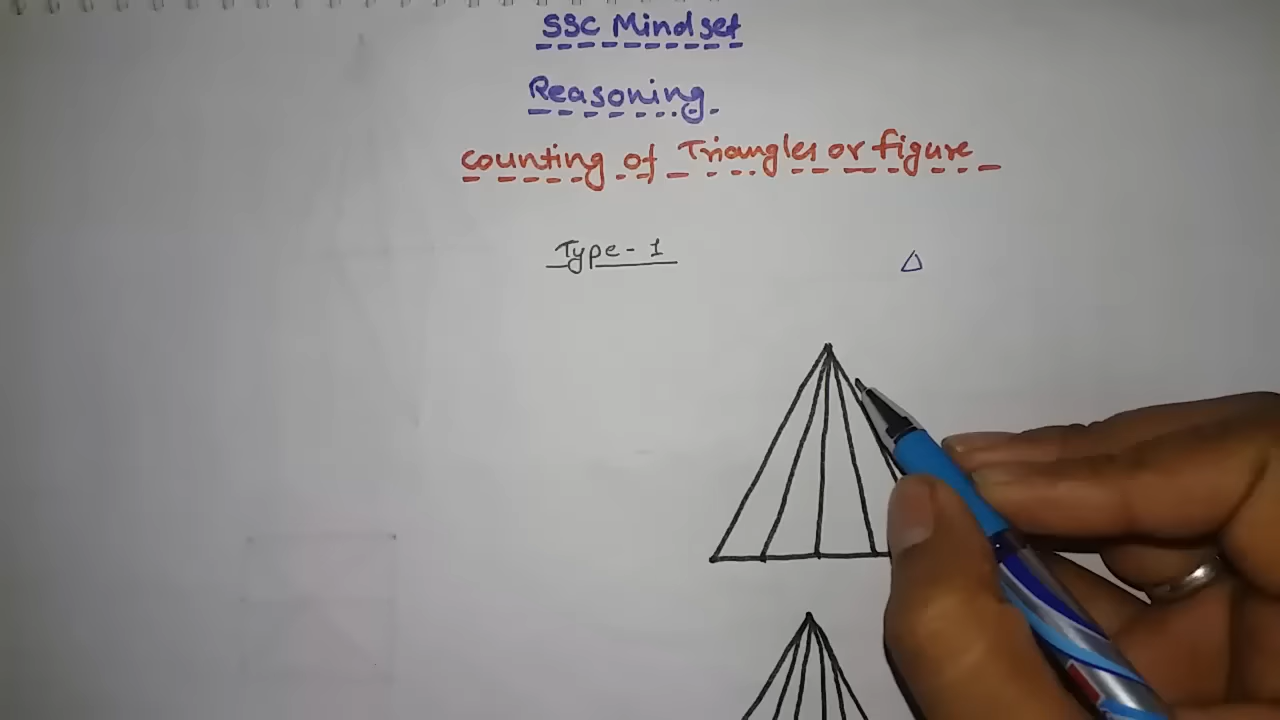 SSC Mindset
Reasoning
Counting of Triangles or figure
Type - 1